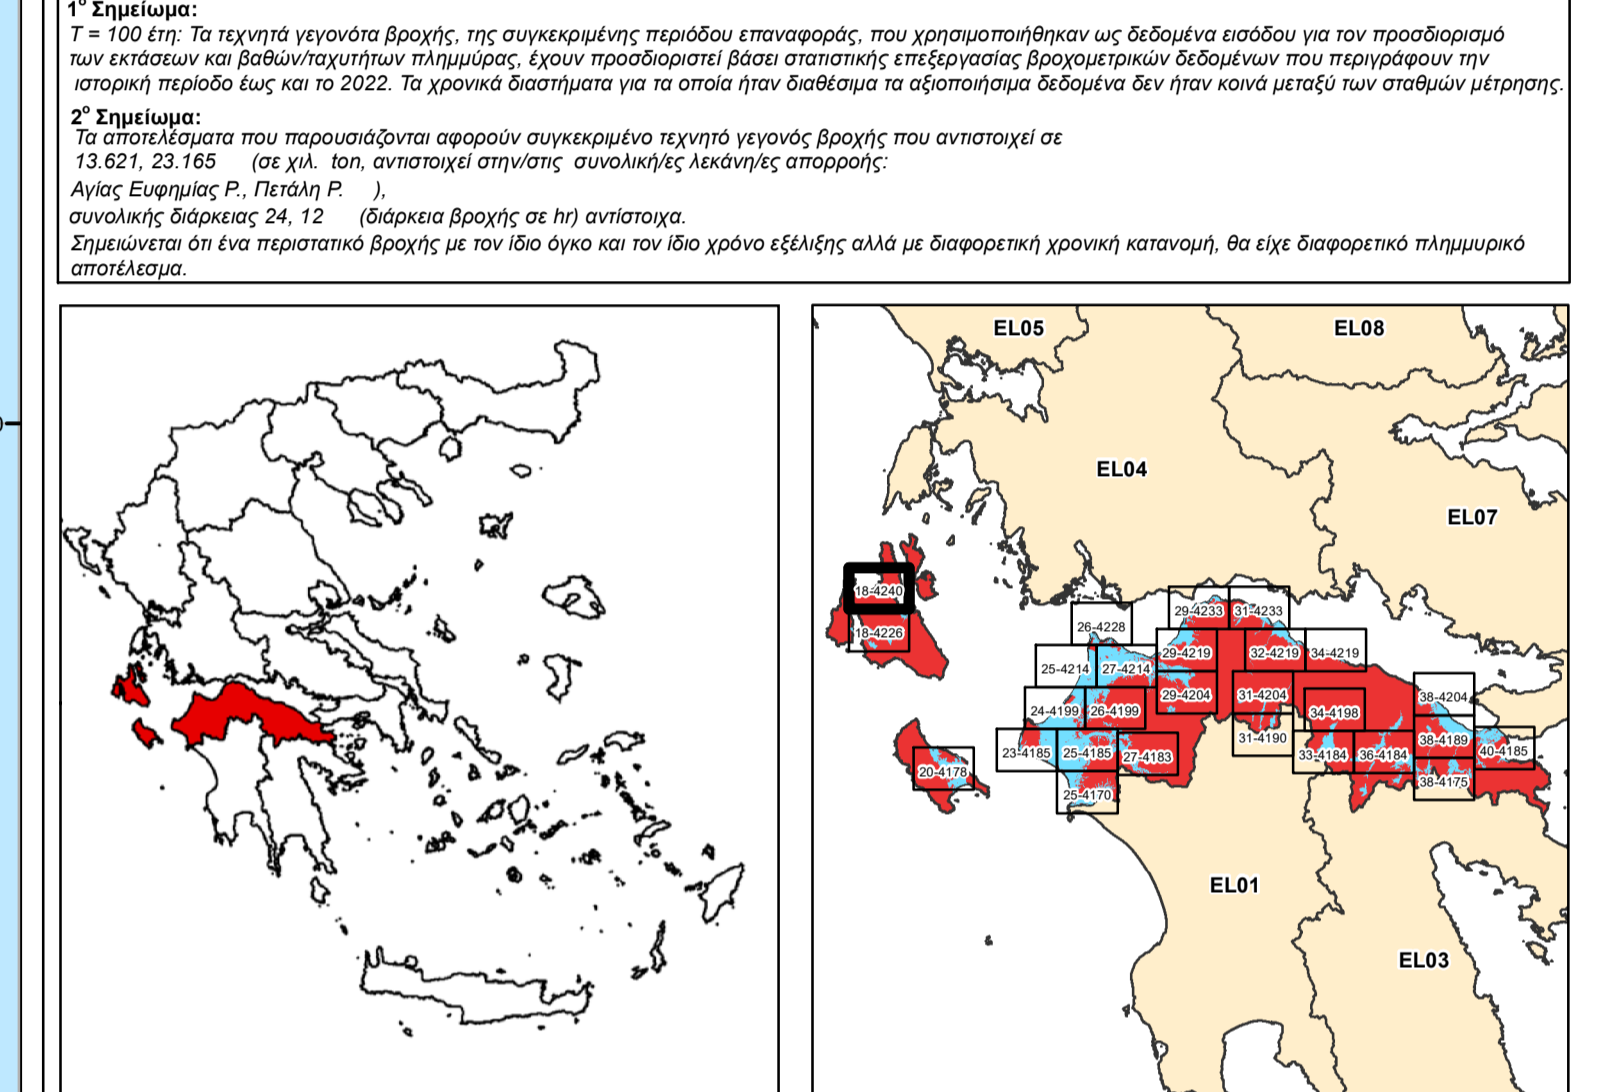 1ο Σημείωμα:
Τ = 100 έτη: Τα τεχνητά γεγονότα βροχής, της συγκεκριμένης περιόδου επαναφοράς, που χρησιμοποιήθηκαν ως δεδομένα εισόδου για τον προσδιορισμό
των εκτάσεων και βαθών/ταχυτήτων πλημμύρας, έχουν προσδιοριστεί βάσει στατιστικής επεξεργασίας βροχομετρικών δεδομένων που περιγράφουν την
ιστορική περίοδο έως και το 2022. Τα χρονικά διαστήματα για τα οποία ήταν διαθέσιμα τα αξιοποιήσιμα δεδομένα δεν ήταν κοινά μεταξύ των σταθμών μέτρησης.
2ο Σημείωμα:
Τα αποτελέσματα που παρουσιάζονται αφορούν συγκεκριμένο τεχνητό γεγονός βροχής που αντιστοιχεί σε
13.621, 23.165 (σε χιλ. ton, αντιστοιχεί στην/στις συνολική/ες λεκάνη/ες απορροής:
Αγίας Ευφημίας Ρ., Πετάλη Ρ. ),
συνολικής διάρκειας 24, 12 (διάρκεια βροχής σε hr) αντίστοιχα.
Σημειώνεται ότι ένα περιστατικό βροχής με τον ίδιο όγκο και τον ίδιο χρόνο εξέλιξης αλλά με διαφορετική χρονική κατανομή, θα είχε διαφορετικό πλημμυρικό
αποτέλεσμα.
EL05
EL08
EL04
EL07
18-4240
18-4226
29-4233
31-4233
26-4228
29-4219
32-4219
34-4219
25-4214
27-4214
29-4204
31-4204
38-4204
24-4199
26-4199
34-4198
31-4190
38-4189
23-4185
25-4185
27-4183
33-4184
36-4184
40-4185
20-4178
38-4175
25-4170
EL01
EL03